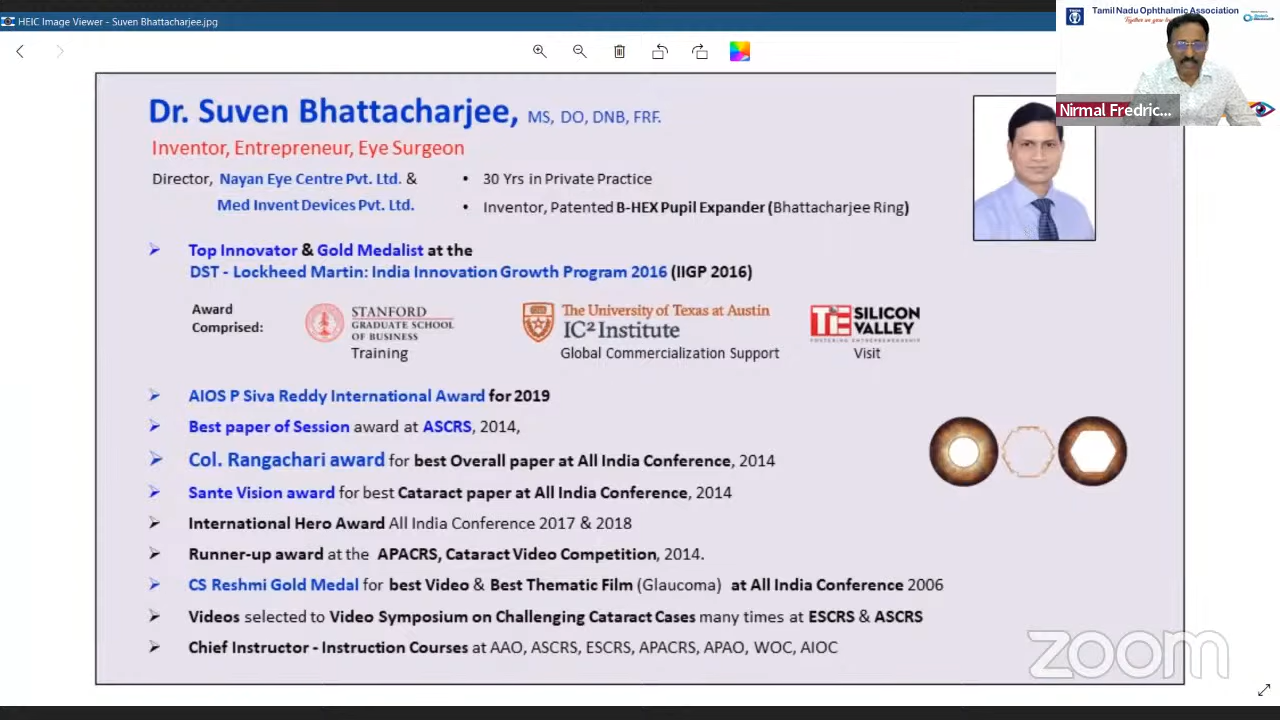 HEIC Image Viewer - Suven Bhattacharjee.jpg
Tamil Nadu Ophthalmic Association
Nirmal Fredric...
Dr. Suven Bhattacharjee, MS, DO, DNB, FRF.
Inventor, Entrepreneur, Eye Surgeon
Director, Nayan Eye Centre Pvt. Ltd. & • 30 Yrs in Private Practice
Med Invent Devices Pvt. Ltd. • Inventor, Patented B-HEX Pupil Expander (Bhattacharjee Ring)
Top Innovator & Gold Medalist at the
DST - Lockheed Martin: India Innovation Growth Program 2016 (IIGP 2016)
Award
Comprised:
STANFORD
GRADUATE SCHOOL
OF BUSINESS
Training
The University of Texas at Austin
IC² Institute
Global Commercialization Support
TiE SILICON
VALLEY
FOSTERING ENTREPRENEURSHIP
Visit
AIOS P Siva Reddy International Award for 2019
Best paper of Session award at ASCRS, 2014,
Col. Rangachari award for best Overall paper at All India Conference, 2014
Sante Vision award for best Cataract paper at All India Conference, 2014
International Hero Award All India Conference 2017 & 2018
Runner-up award at the APACRS, Cataract Video Competition, 2014.
CS Reshmi Gold Medal for best Video & Best Thematic Film (Glaucoma) at All India Conference 2006
Videos selected to Video Symposium on Challenging Cataract Cases many times at ESCRS & ASCRS
Chief Instructor - Instruction Courses at AAO, ASCRS, ESCRS, APACRS, APAO, WOC, AIOC
zoom